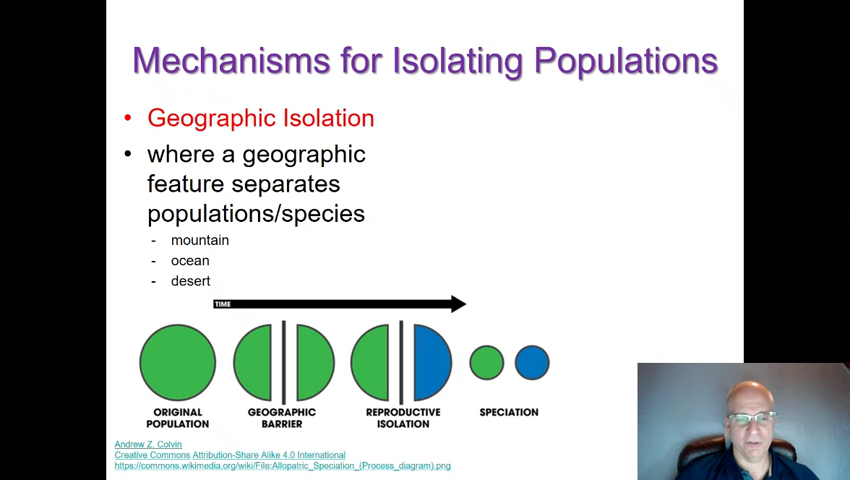 Mechanisms for Isolating Populations
• Geographic Isolation
• where a geographic
feature separates
populations/species
- mountain
- ocean
- desert
TIME
ORIGINAL
POPULATION
GEOGRAPHIC
BARRIER
REPRODUCTIVE
ISOLATION
SPECIATION
Andrew Z. Colvin
Creative Commons Attribution-Share Alike 4.0 International
https://commons.wikimedia.org/wiki/File:Allopatric_Speciation_(Process_diagram).png